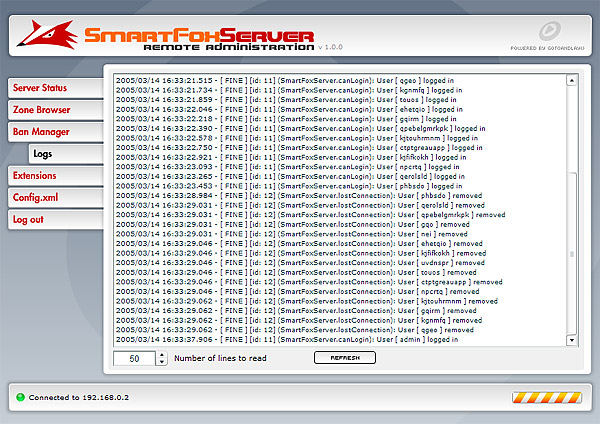 SMARTFOXSERVER
REMOTE ADMINISTRATION v 1.0.0
POWERED BY GOTOANDPLAY()
Server Status
Zone Browser
Ban Manager
Logs
Extensions
Config.xml
Log out
2005/03/14 16:33:21.515 - [ FINE ] [id: 11] (SmartFoxServer.canLogin): User [ qgeo ] logged in
2005/03/14 16:33:21.734 - [ FINE ] [id: 11] (SmartFoxServer.canLogin): User [ kgnmfq ] logged in
2005/03/14 16:33:21.859 - [ FINE ] [id: 11] (SmartFoxServer.canLogin): User [ touos ] logged in
2005/03/14 16:33:22.046 - [ FINE ] [id: 11] (SmartFoxServer.canLogin): User [ ehetqio ] logged in
2005/03/14 16:33:22.218 - [ FINE ] [id: 11] (SmartFoxServer.canLogin): User [ gqirm ] logged in
2005/03/14 16:33:22.390 - [ FINE ] [id: 11] (SmartFoxServer.canLogin): User [ qpebelgmrkpk ] logged in
2005/03/14 16:33:22.578 - [ FINE ] [id: 11] (SmartFoxServer.canLogin): User [ kjtouhrmnm ] logged in
2005/03/14 16:33:22.750 - [ FINE ] [id: 11] (SmartFoxServer.canLogin): User [ ctptgreauapp ] logged in
2005/03/14 16:33:22.921 - [ FINE ] [id: 11] (SmartFoxServer.canLogin): User [ kjfifkokh ] logged in
2005/03/14 16:33:23.093 - [ FINE ] [id: 11] (SmartFoxServer.canLogin): User [ npcrtq ] logged in
2005/03/14 16:33:23.265 - [ FINE ] [id: 11] (SmartFoxServer.canLogin): User [ qerolsld ] logged in
2005/03/14 16:33:23.453 - [ FINE ] [id: 11] (SmartFoxServer.canLogin): User [ phbsdo ] logged in
2005/03/14 16:33:28.984 - [ FINE ] [id: 12] (SmartFoxServer.lostConnection): User [ phbsdo ] removed
2005/03/14 16:33:29.031 - [ FINE ] [id: 12] (SmartFoxServer.lostConnection): User [ qerolsld ] removed
2005/03/14 16:33:29.031 - [ FINE ] [id: 12] (SmartFoxServer.lostConnection): User [ qpebelgmrkpk ] removed
2005/03/14 16:33:29.031 - [ FINE ] [id: 12] (SmartFoxServer.lostConnection): User [ gqo ] removed
2005/03/14 16:33:29.031 - [ FINE ] [id: 12] (SmartFoxServer.lostConnection): User [ nei ] removed
2005/03/14 16:33:29.046 - [ FINE ] [id: 12] (SmartFoxServer.lostConnection): User [ ehetqio ] removed
2005/03/14 16:33:29.046 - [ FINE ] [id: 12] (SmartFoxServer.lostConnection): User [ kjfifkokh ] removed
2005/03/14 16:33:29.046 - [ FINE ] [id: 12] (SmartFoxServer.lostConnection): User [ uvdnspr ] removed
2005/03/14 16:33:29.046 - [ FINE ] [id: 12] (SmartFoxServer.lostConnection): User [ touos ] removed
2005/03/14 16:33:29.046 - [ FINE ] [id: 12] (SmartFoxServer.lostConnection): User [ ctptgreauapp ] removed
2005/03/14 16:33:29.046 - [ FINE ] [id: 12] (SmartFoxServer.lostConnection): User [ npcrtq ] removed
2005/03/14 16:33:29.062 - [ FINE ] [id: 12] (SmartFoxServer.lostConnection): User [ kjtouhrmnm ] removed
2005/03/14 16:33:29.062 - [ FINE ] [id: 12] (SmartFoxServer.lostConnection): User [ gqirm ] removed
2005/03/14 16:33:29.062 - [ FINE ] [id: 12] (SmartFoxServer.lostConnection): User [ kgnmfq ] removed
2005/03/14 16:33:29.062 - [ FINE ] [id: 12] (SmartFoxServer.lostConnection): User [ qgeo ] removed
2005/03/14 16:33:37.906 - [ FINE ] [id: 11] (SmartFoxServer.canLogin): User [ admin ] logged in
50
Number of lines to read
REFRESH
Connected to 192.168.0.2